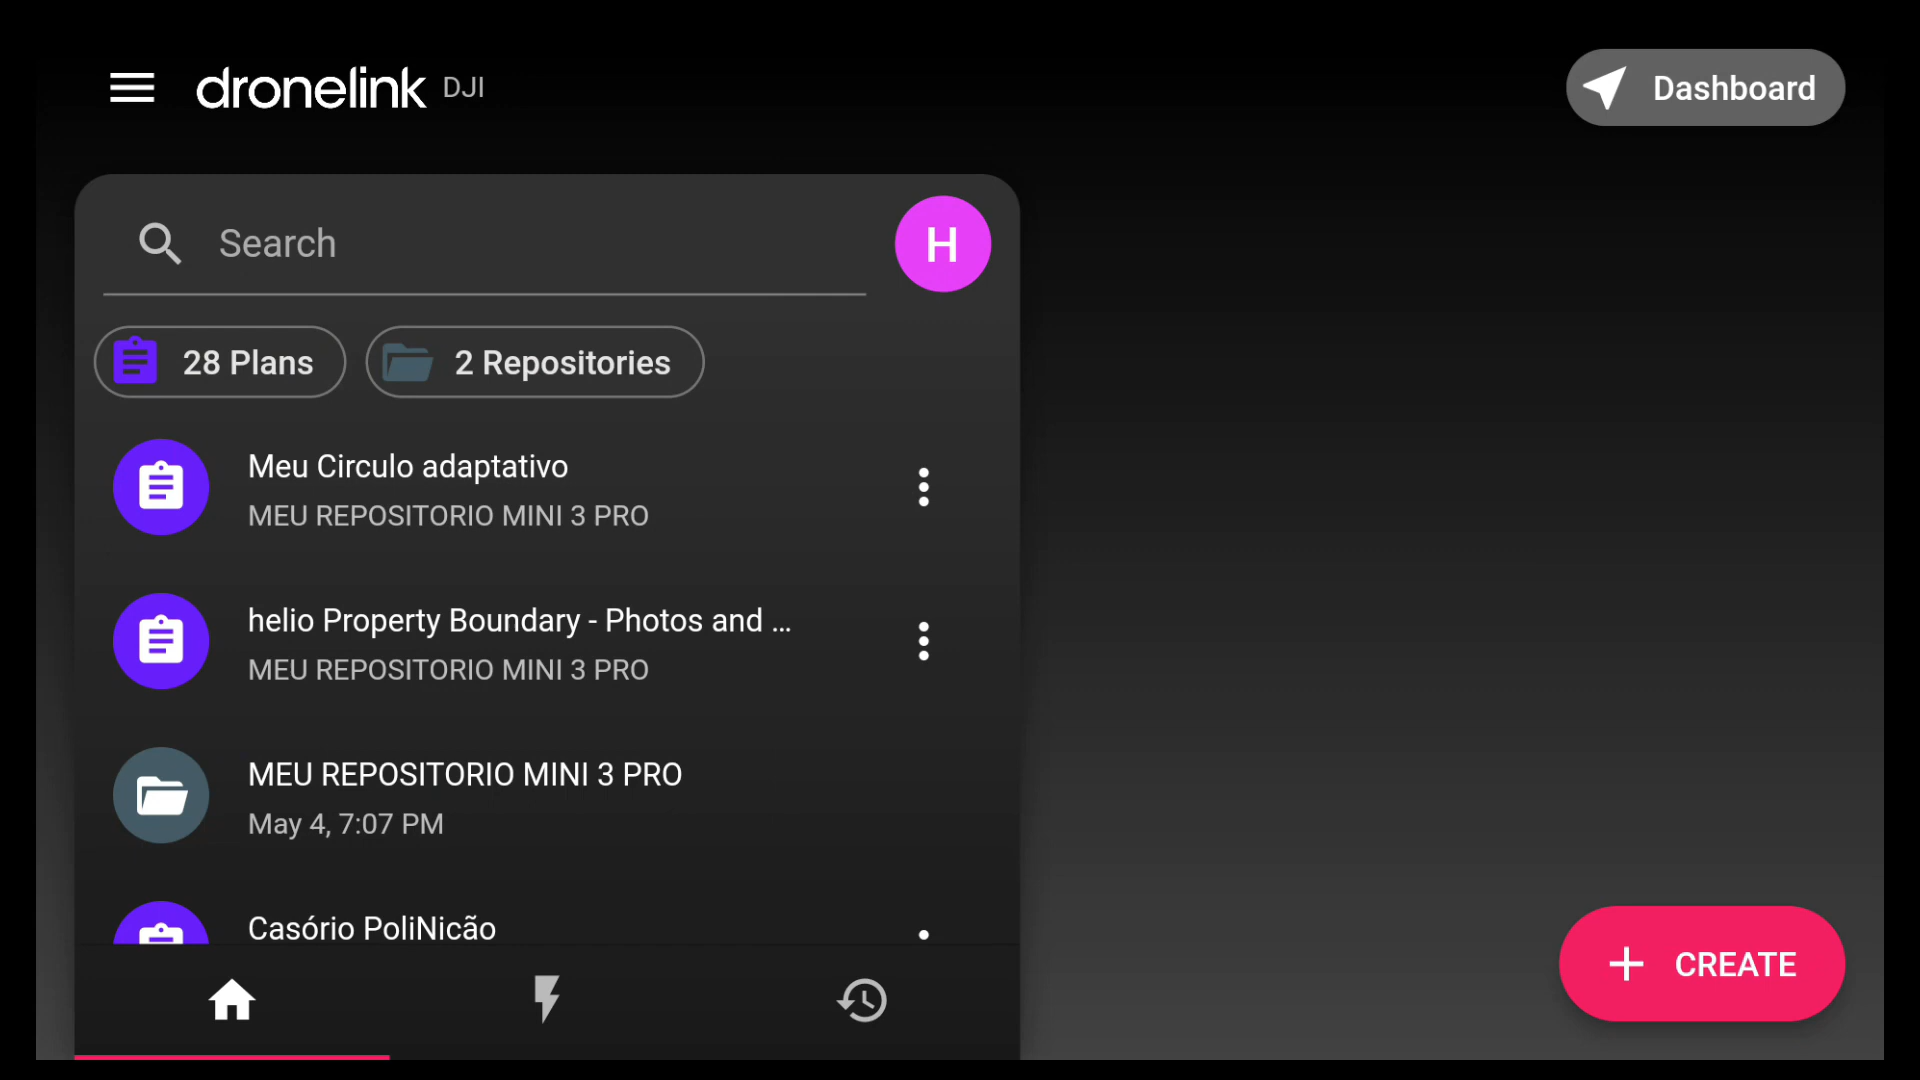 dronelink DJI
Dashboard
Search
H
28 Plans
2 Repositories
Meu Circulo adaptativo
MEU REPOSITORIO MINI 3 PRO
helio Property Boundary - Photos and ...
MEU REPOSITORIO MINI 3 PRO
MEU REPOSITORIO MINI 3 PRO
May 4, 7:07 PM
Casório PoliNicão
CREATE